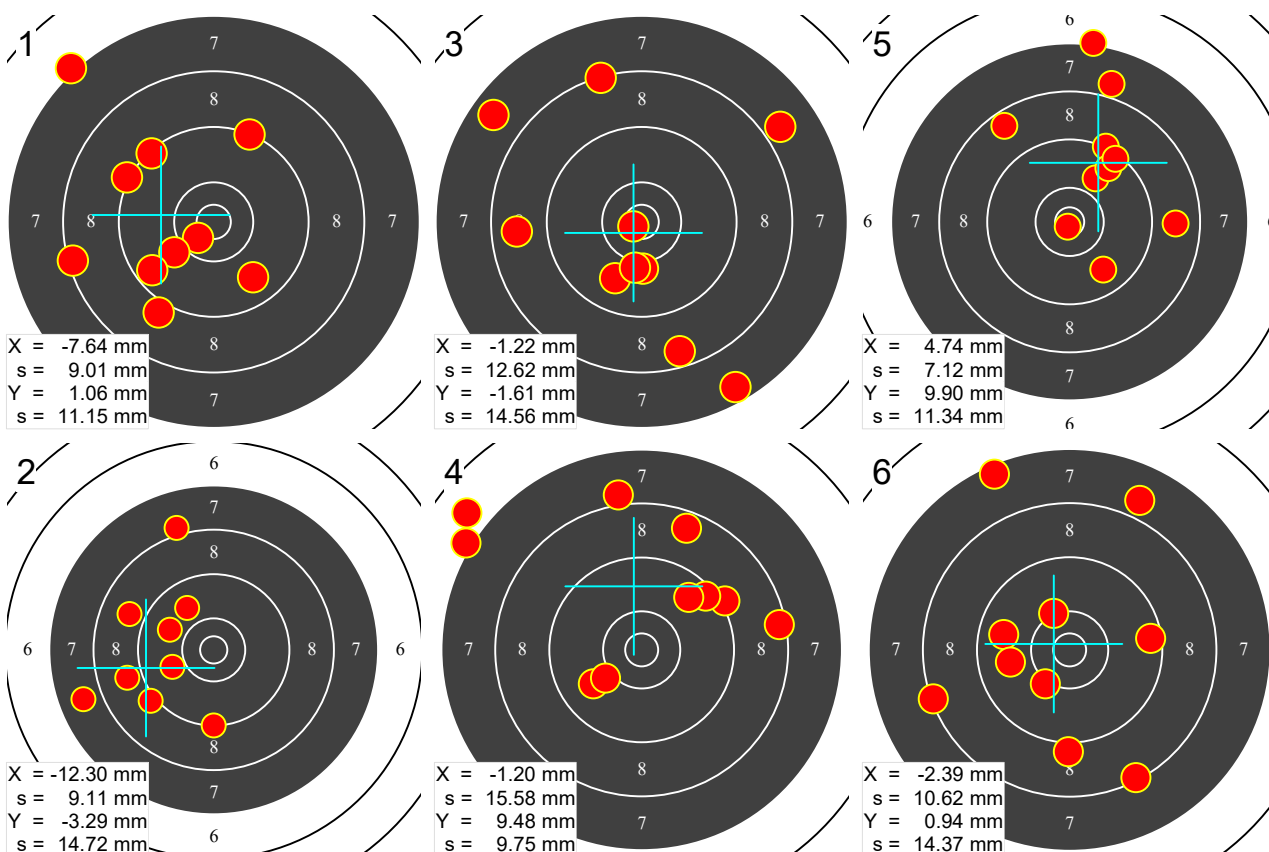 1
7
8
7 8 8 7
8
7
X = -7.64 mm
s = 9.01 mm
Y = 1.06 mm
s = 11.15 mm
3
7
8
7 8 8 7
8
7
X = -1.22 mm
s = 12.62 mm
Y = -1.61 mm
s = 14.56 mm
5
6
7
8
6 7 8 7 6
8
7
6
X = 4.74 mm
s = 7.12 mm
Y = 9.90 mm
s = 11.34 mm
2
6
7
8
6 7 8 8 7 6
8
7
6
X = -12.30 mm
s = 9.11 mm
Y = -3.29 mm
s = 14.72 mm
4
8
7 8 8 7
8
7
X = -1.20 mm
s = 15.58 mm
Y = 9.48 mm
s = 9.75 mm
6
7
8
7 8 8 7
8
7
X = -2.39 mm
s = 10.62 mm
Y = 0.94 mm
s = 14.37 mm